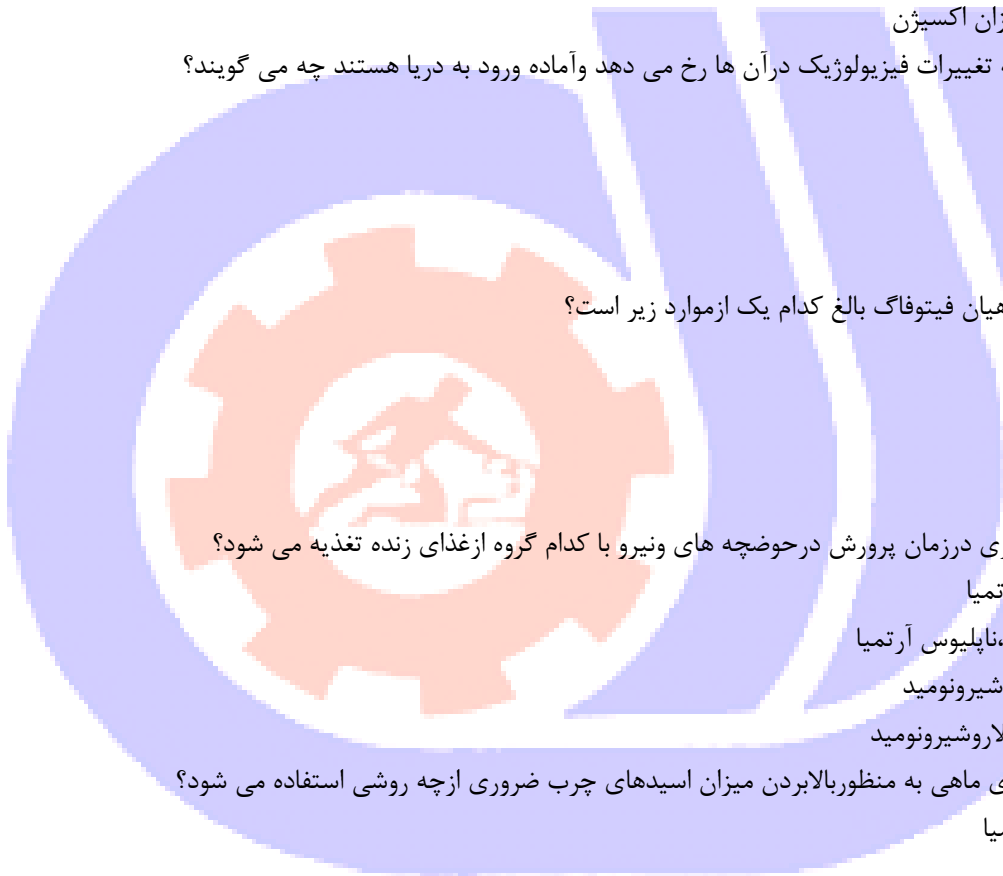 زان اکسیژن
تغییرات فیزیولوژیک درآن ها رخ می دهد وآماده ورود به دریا هستند چه می گویند؟
هیان فیتوفاگ بالغ کدام یک ازموارد زیر است؟
ی درزمان پرورش درحوضچه های ونیرو با کدام گروه ازغذای زنده تغذیه می شود؟
تمیا
،ناپلیوس آرتمیا
شیرونومید
لاروشیرونومید
ی ماهی به منظوربالابردن میزان اسیدهای چرب ضروری ازچه روشی استفاده می شود؟
میا